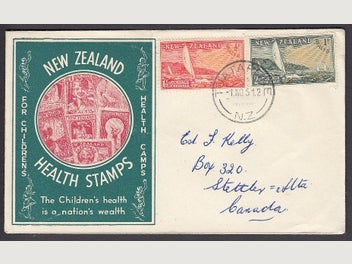 NEW ZEALAND
FOR CHILDREN'S
HEALTH CAMPS
HEALTH STAMPS
The Children's health
is a nation's wealth
NEW ZEALAND
NEW ZEALAND
1D
N.Z
Col F. Kelly
Box 320.
Stettler - Alta
Canada.